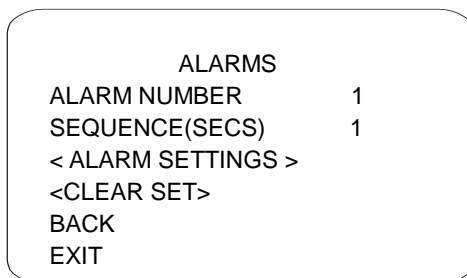 ALARMS
ALARM NUMBER 1
SEQUENCE(SECS) 1
< ALARM SETTINGS >
<CLEAR SET>
BACK
EXIT